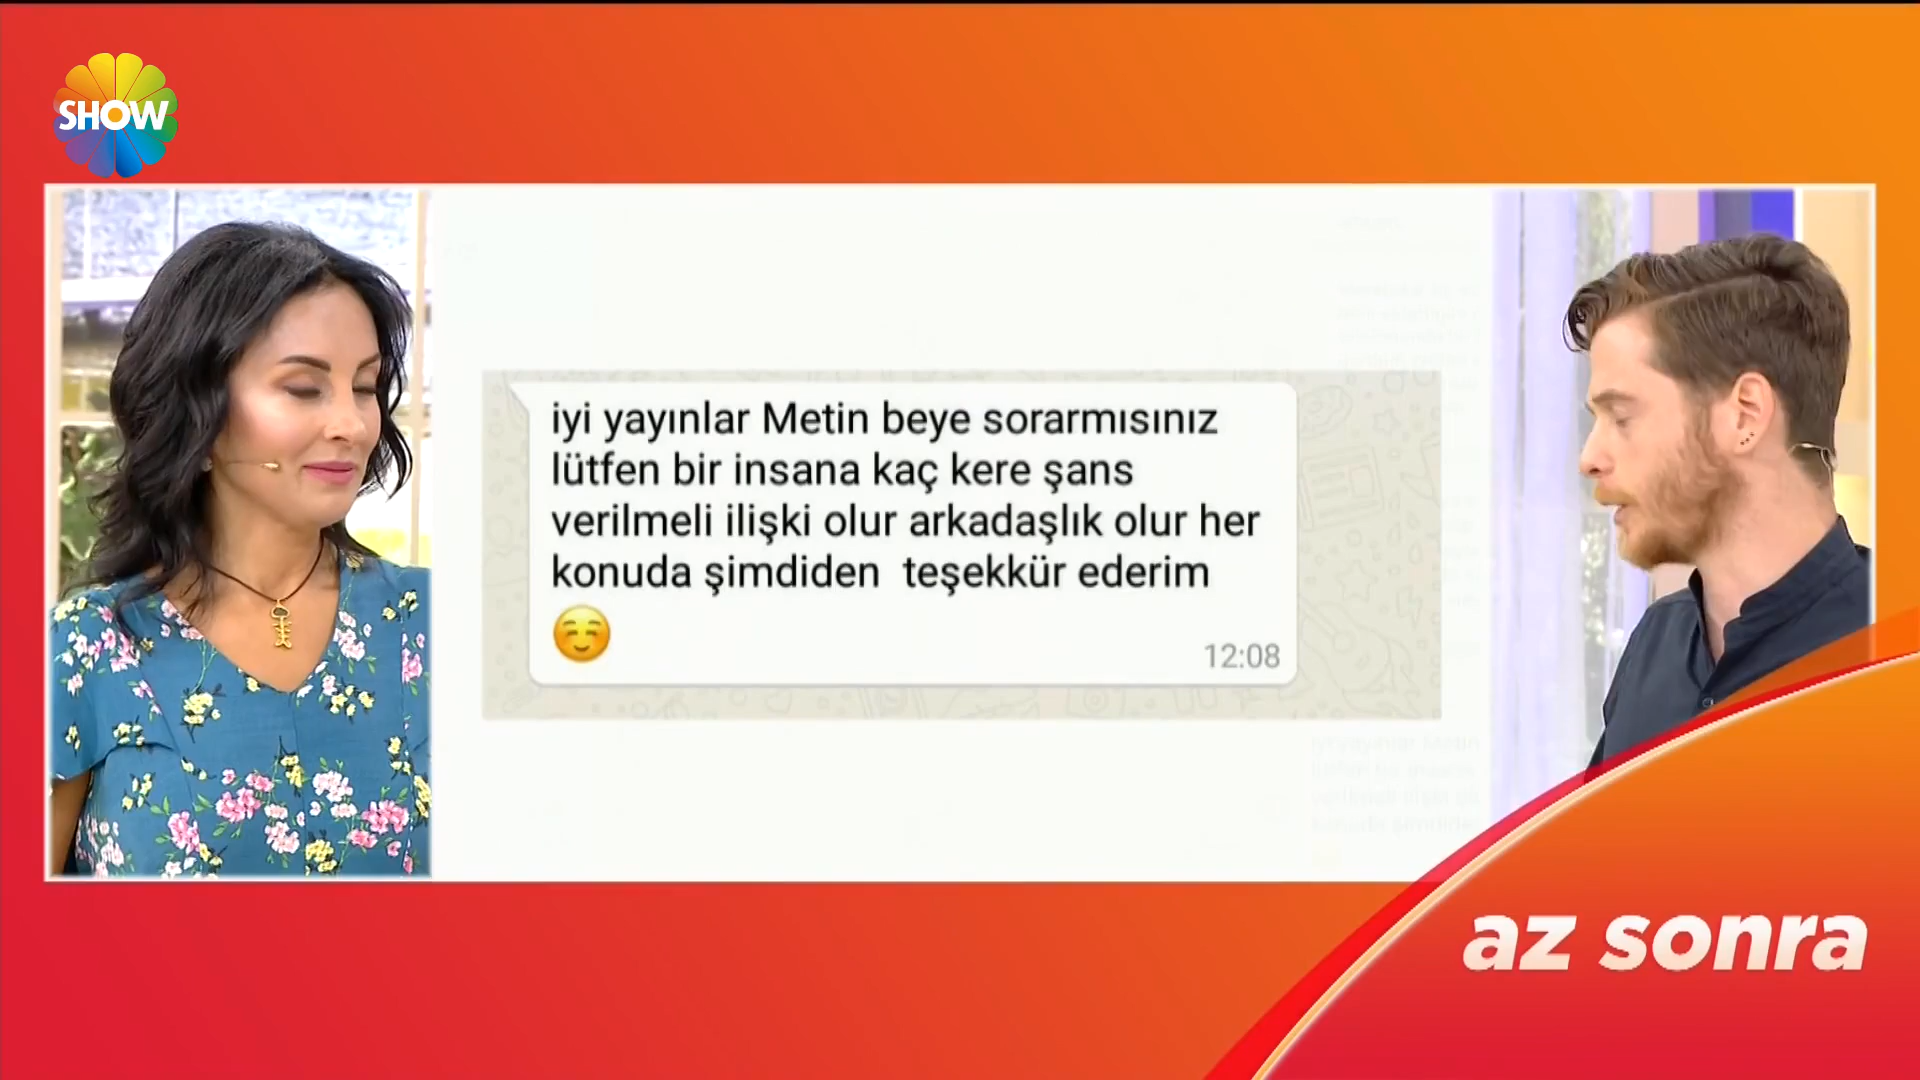 SHOW
iyi yayınlar Metin beye sorarmısınız
lütfen bir insana kaç kere şans
verilmeli ilişki olur arkadaşlık olur her
konuda şimdiden  teşekkür ederim
☺️
12:08
az sonra